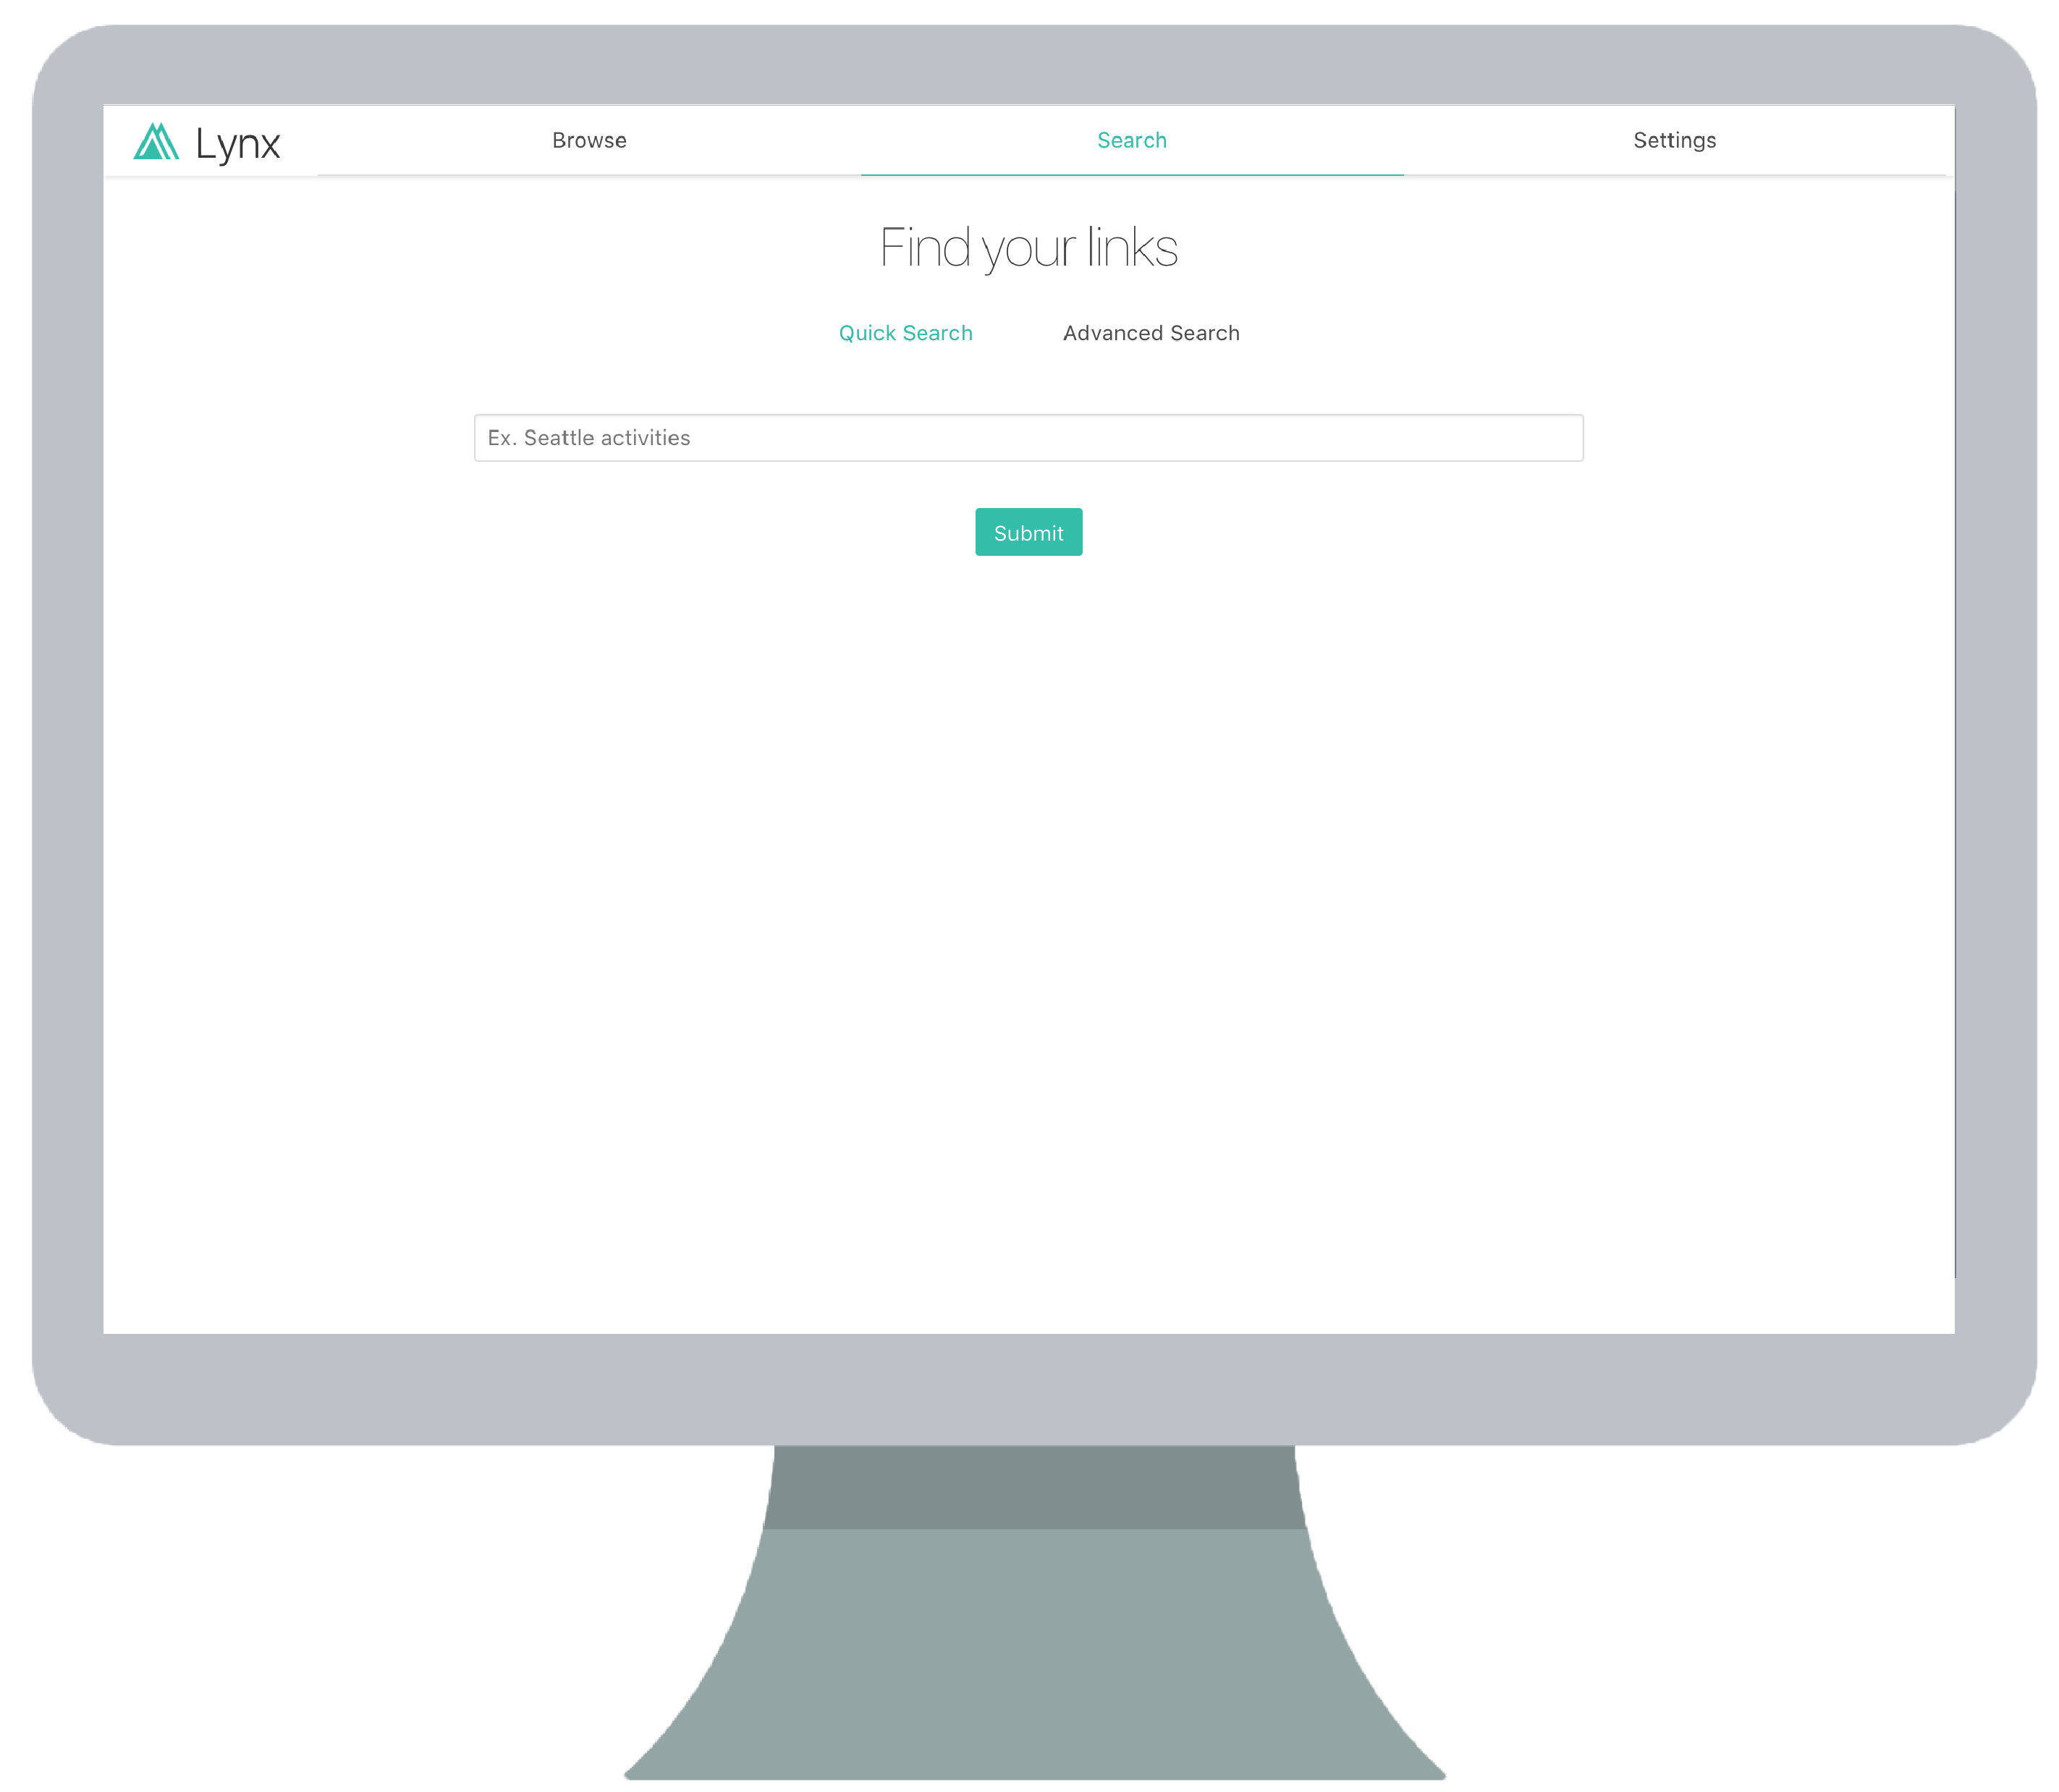 Lynx Browse Search Settings
Find your links
Quick Search Advanced Search
Ex. Seattle activities
Submit